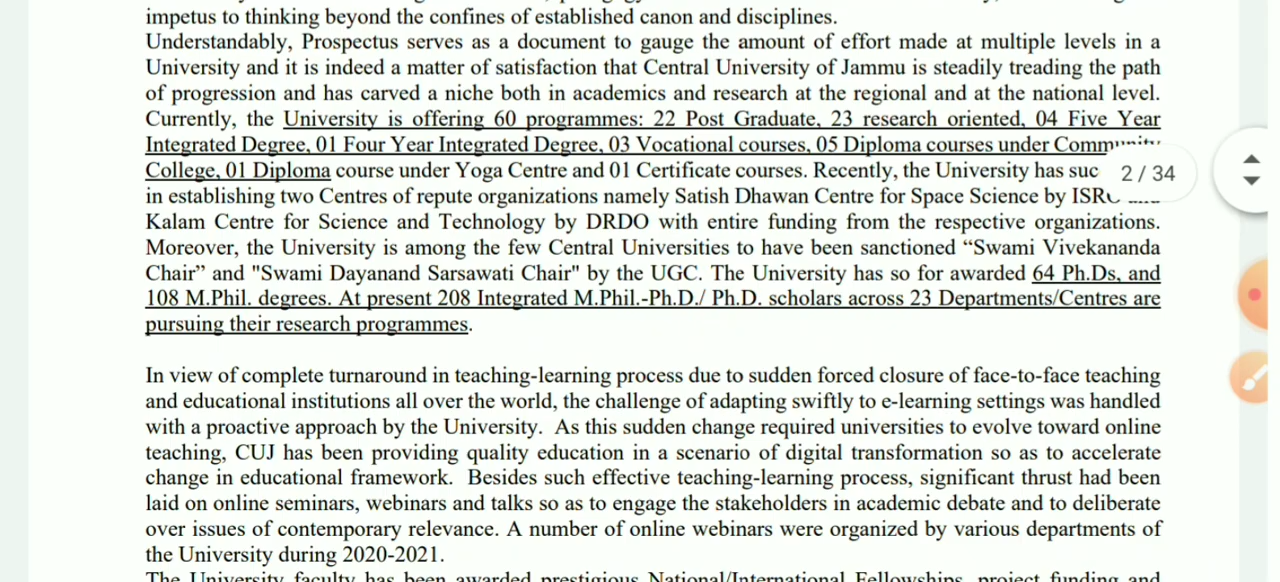 impetus to thinking beyond the confines of established canon and disciplines.
Understandably, Prospectus serves as a document to gauge the amount of effort made at multiple levels in a
University and it is indeed a matter of satisfaction that Central University of Jammu is steadily treading the path
of progression and has carved a niche both in academics and research at the regional and at the national level.
Currently, the University is offering 60 programmes: 22 Post Graduate, 23 research oriented, 04 Five Year
Integrated Degree, 01 Four Year Integrated Degree, 03 Vocational courses, 05 Diploma courses under Community
College, 01 Diploma course under Yoga Centre and 01 Certificate courses. Recently, the University has suc
2 / 34
in establishing two Centres of repute organizations namely Satish Dhawan Centre for Space Science by ISRO
Kalam Centre for Science and Technology by DRDO with entire funding from the respective organizations.
Moreover, the University is among the few Central Universities to have been sanctioned “Swami Vivekananda
Chair” and "Swami Dayanand Sarsawati Chair" by the UGC. The University has so for awarded 64 Ph.Ds, and
108 M.Phil. degrees. At present 208 Integrated M.Phil.-Ph.D./ Ph.D. scholars across 23 Departments/Centres are
pursuing their research programmes.
In view of complete turnaround in teaching-learning process due to sudden forced closure of face-to-face teaching
and educational institutions all over the world, the challenge of adapting swiftly to e-learning settings was handled
with a proactive approach by the University. As this sudden change required universities to evolve toward online
teaching, CUJ has been providing quality education in a scenario of digital transformation so as to accelerate
change in educational framework. Besides such effective teaching-learning process, significant thrust had been
laid on online seminars, webinars and talks so as to engage the stakeholders in academic debate and to deliberate
over issues of contemporary relevance. A number of online webinars were organized by various departments of
the University during 2020-2021.
The University faculty has been awarded prestigious National/International Fellowships, project funding and